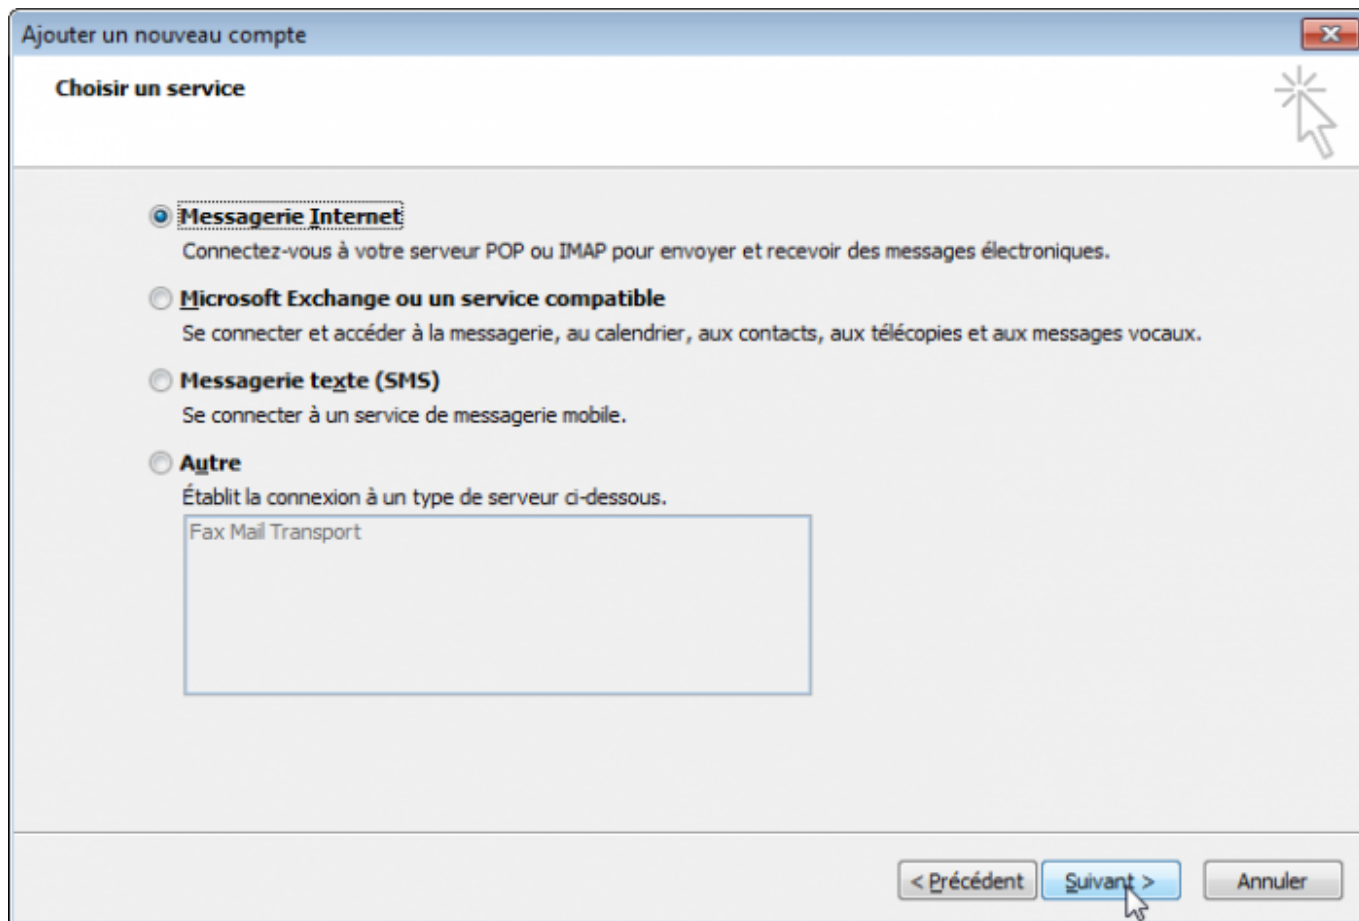 Ajouter un nouveau compte
Choisir un service
Messagerie Internet
Connectez-vous à votre serveur POP ou IMAP pour envoyer et recevoir des messages électroniques.
Microsoft Exchange ou un service compatible
Se connecter et accéder à la messagerie, au calendrier, aux contacts, aux télécopies et aux messages vocaux.
Messagerie texte (SMS)
Se connecter à un service de messagerie mobile.
Autre
Établit la connexion à un type de serveur ci-dessous.
Fax Mail Transport
< Précédent Suivant > Annuler